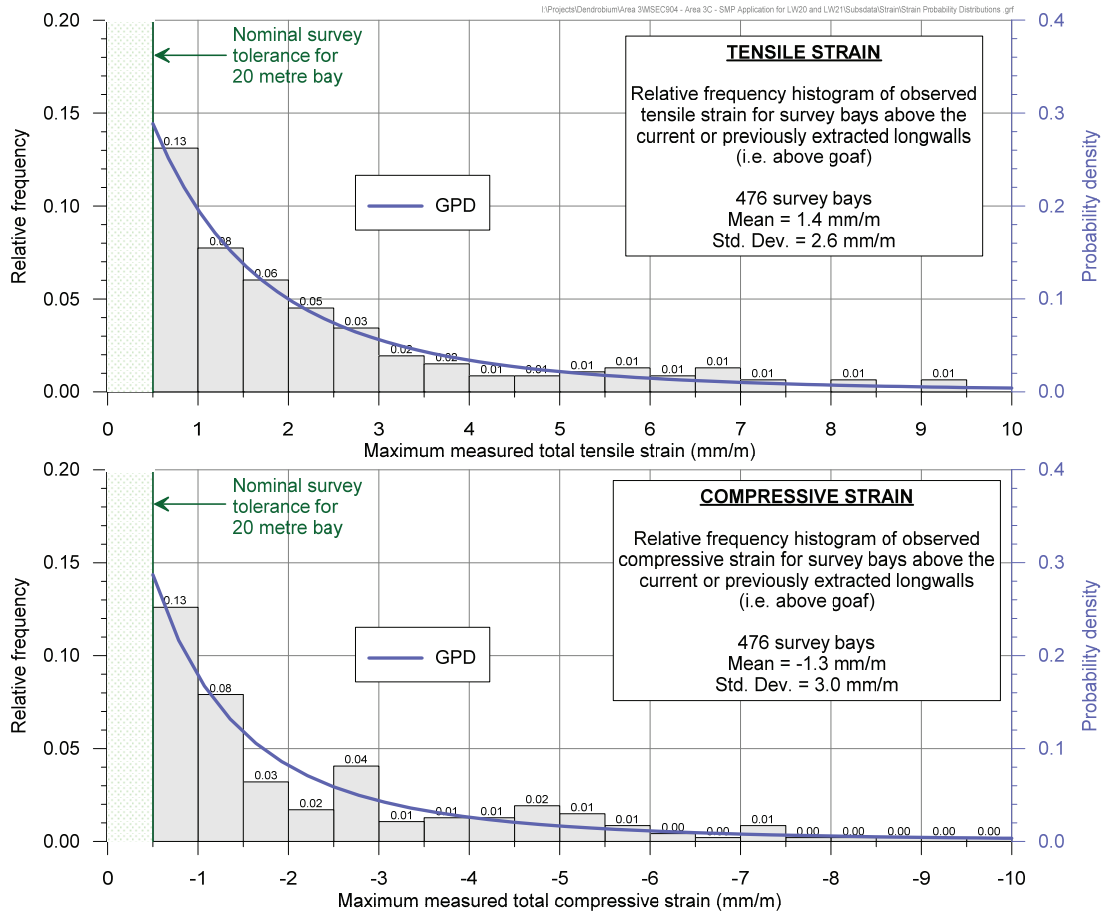 I:\Projects\Dendrobium\Area 3\MSEC904 - Area 3C - SMP Application for LW20 and LW21\Subsdata\Strain\Strain Probability Distributions .grf
0.20
0.15
0.10
0.05
0.00
Relative frequency
0.4
0.3
0.2
0.1
0.0
Probability density
Nominal survey
tolerance for
20 metre bay
TENSILE STRAIN
Relative frequency histogram of observed
tensile strain for survey bays above the
current or previously extracted longwalls
(i.e. above goaf)
476 survey bays
Mean = 1.4 mm/m
Std. Dev. = 2.6 mm/m
GPD
0.13
0.08
0.06
0.05
0.03
0.02
0.02
0.01
0.01
0.01
0.01
0.01
0.01
0.01
0.01
0.01
0 1 2 3 4 5 6 7 8 9 10
Maximum measured total tensile strain (mm/m)
0.20
0.15
0.10
0.05
0.00
Relative frequency
0.4
0.3
0.2
0.1
0.0
Probability density
Nominal survey
tolerance for
20 metre bay
COMPRESSIVE STRAIN
Relative frequency histogram of observed
compressive strain for survey bays above the
current or previously extracted longwalls
(i.e. above goaf)
476 survey bays
Mean = -1.3 mm/m
Std. Dev. = 3.0 mm/m
GPD
0.13
0.08
0.03
0.02
0.04
0.01
0.01
0.01
0.02
0.01
0.01
0.00
0.00
0.01
0.00
0.00
0.00
0.00
0.00
0 -1 -2 -3 -4 -5 -6 -7 -8 -9 -10
Maximum measured total compressive strain (mm/m)